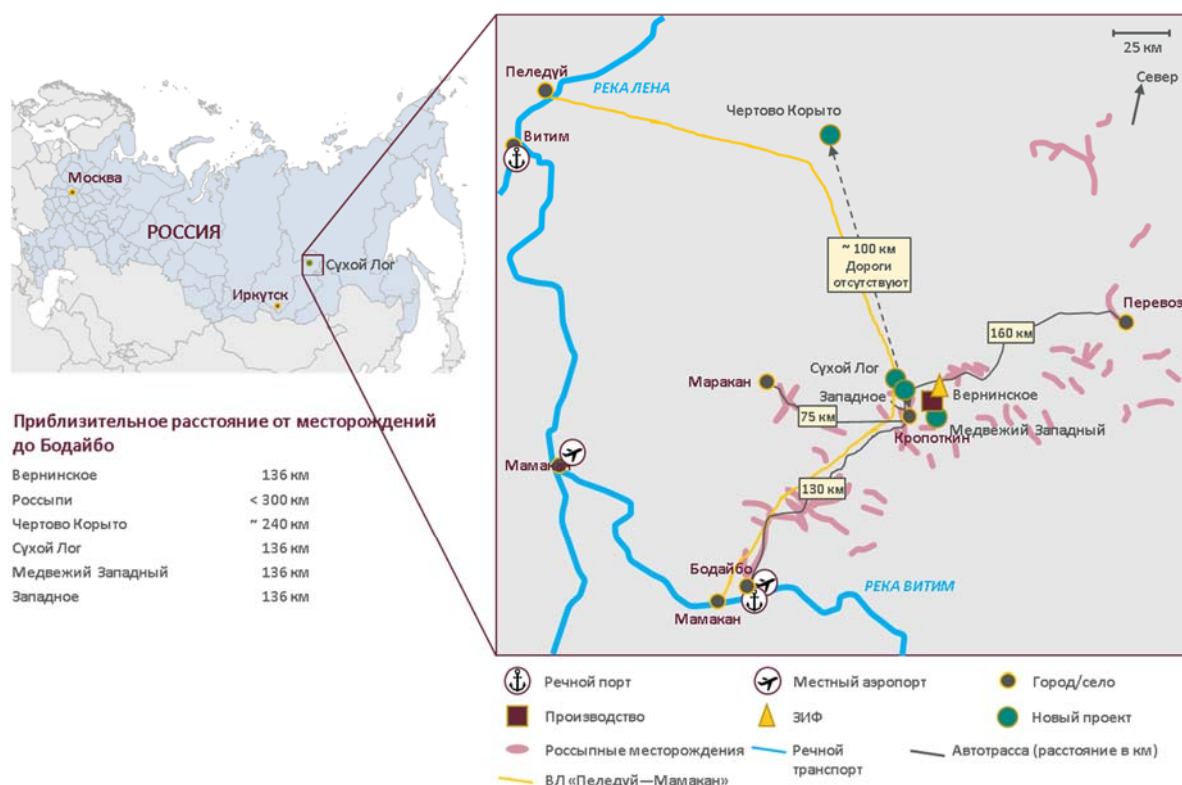 Москва
РОССИЯ
Сухой Лог
Иркутск
Приблизительное расстояние от месторождений
до Бодайбо
Вернинское 136 км
Россыпи < 300 км
Чертово Корыто ~ 240 км
Сухой Лог 136 км
Медвежий Западный 136 км
Западное 136 км
25 км
Север
Пеледуй
РЕКА ЛЕНА
Витим
Чертово Корыто
~ 100 км
Дороги
отсутствуют
Перевоз
160 км
Сухой Лог
Маракан
Западное
Вернинское
75 км
Медвежий Западный
Кропоткин
Мамакан
130 км
Бодайбо
РЕКА ВИТИМ
Мамакан
Речной порт
Местный аэропорт
Город/село
Производство
ЗИФ
Новый проект
Россыпные месторождения
Речной
транспорт
Автотрасса (расстояние в км)
ВЛ «Пеледуй—Мамакан»